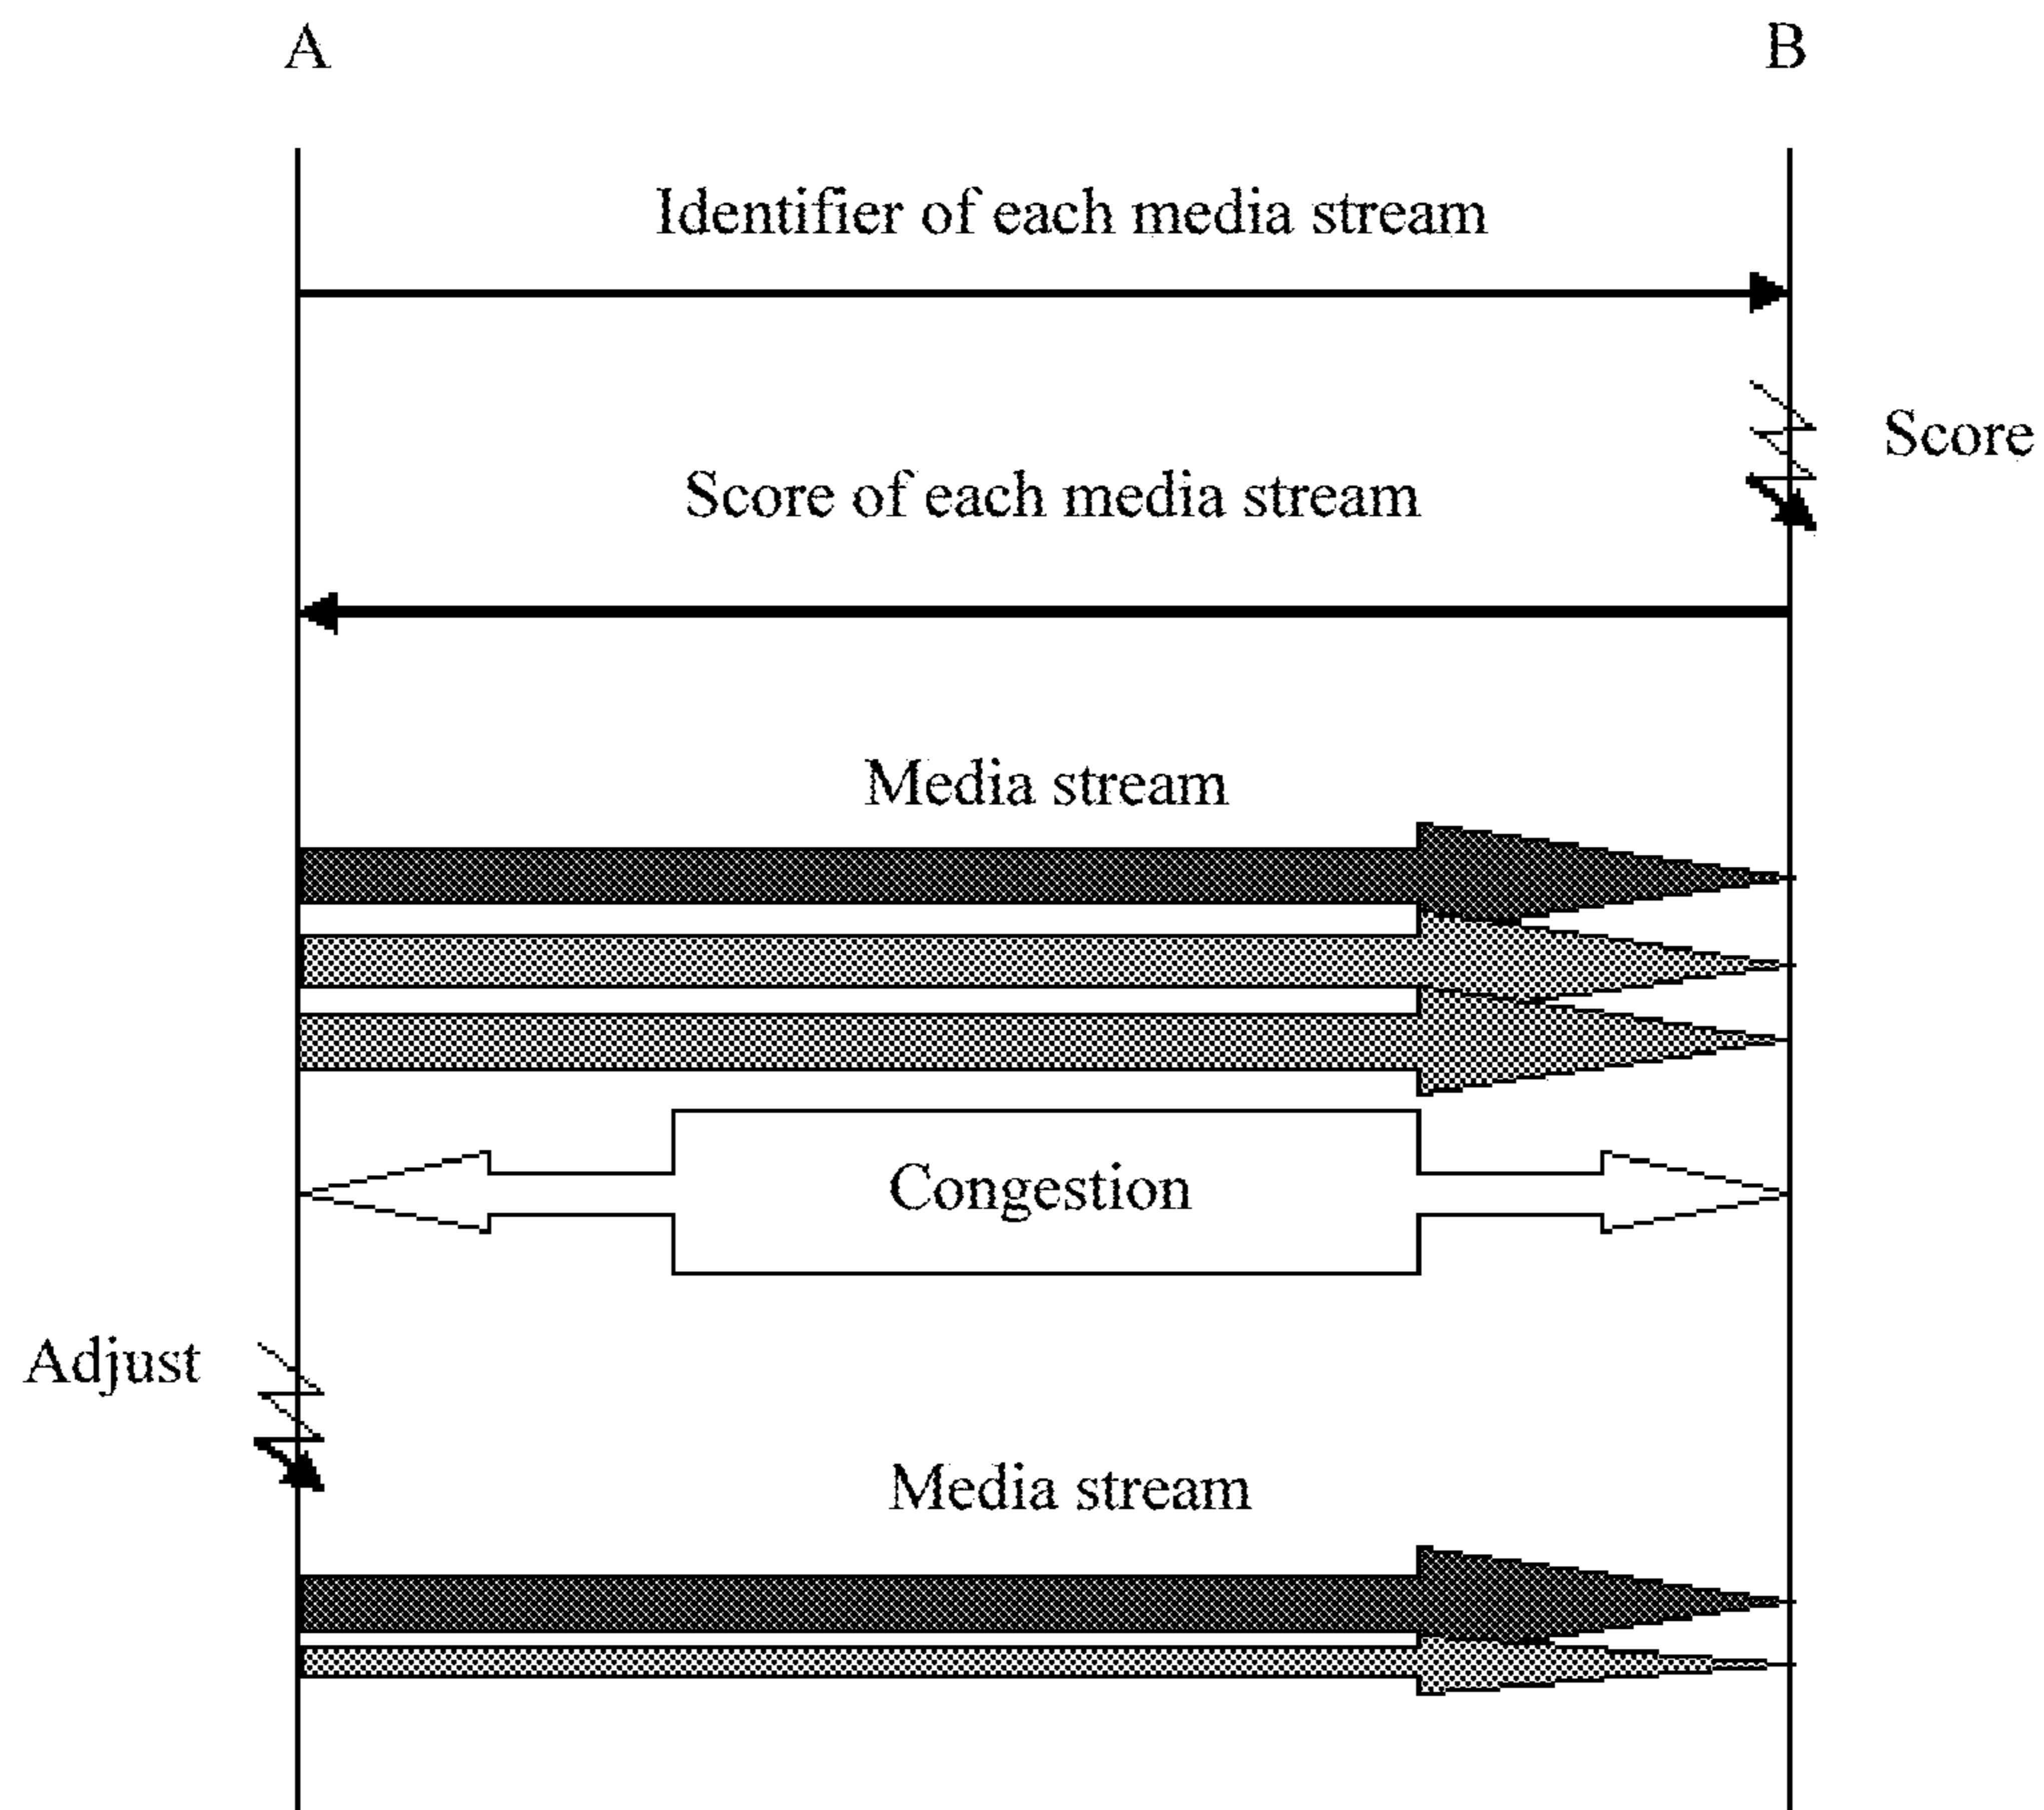 A
B
Identifier of each media stream
Score
Score of each media stream
Media stream
Congestion
Adjust
Media stream